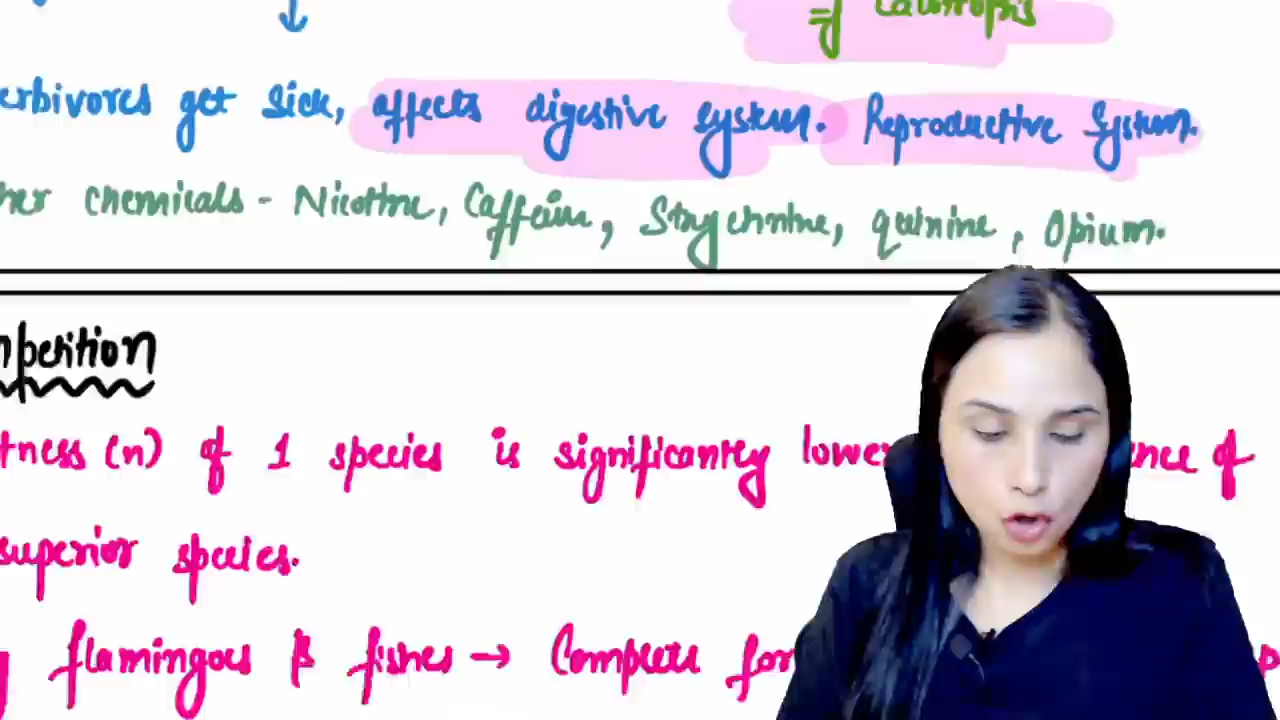 of Calotropis
erbivores get sick, affects digestive system. Reproductive System.
her chemicals - Nicotine, Caffeine, Strychnine, quinine, Opium.
mpetition
tness (n) of 1 species is significantly lower ence of
superior species.
g flamingoes & fishes → Compete for